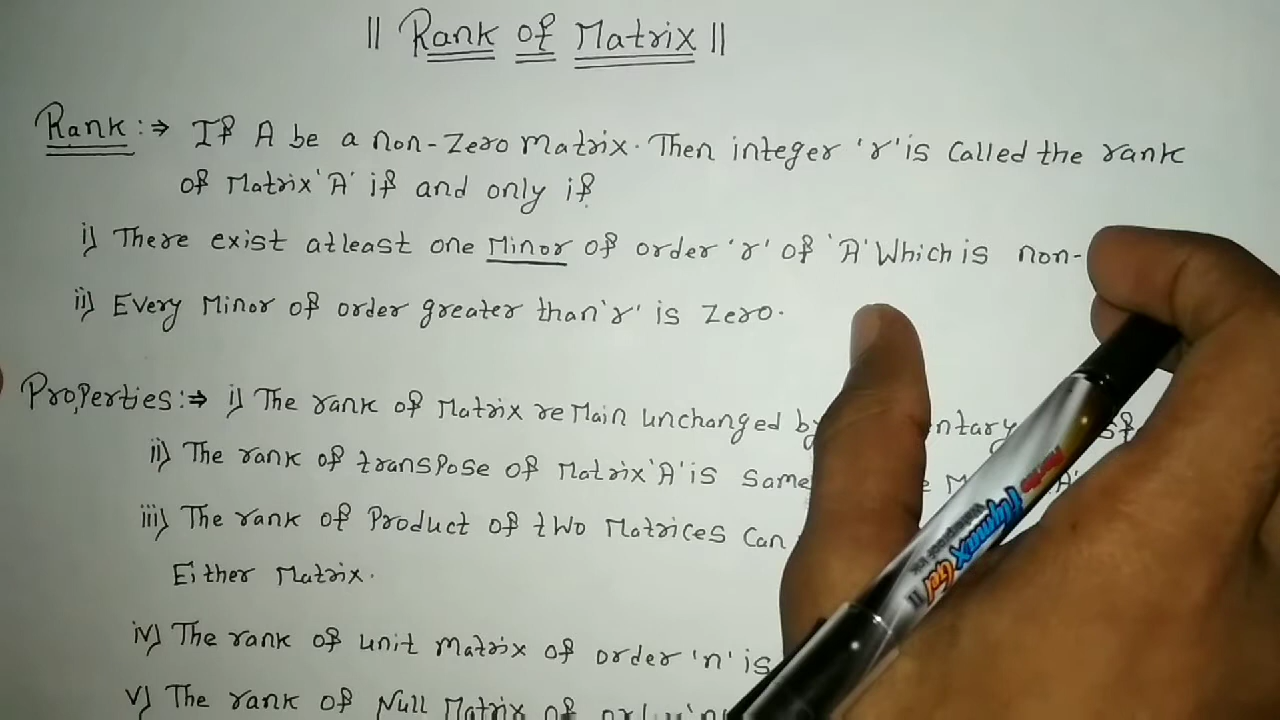 || Rank of Matrix ||
Rank :⇒ If A be a non-Zero matrix. Then integer 'r' is called the rank
of Matrix 'A' if and only if
i) There exist atleast one Minor of order 'r' of 'A' Which is non-
ii) Every Minor of order greater than 'r' is Zero.
Properties :⇒ i) The rank of Matrix remain unchanged by
ii) The rank of transpose of Matrix 'A' is Same 'A'
iii) The rank of Product of two Matrices Can
Either Matrix.
iv) The rank of unit matrix of order 'n' is
v) The rank of Null Matrix of order 'n'
Gel